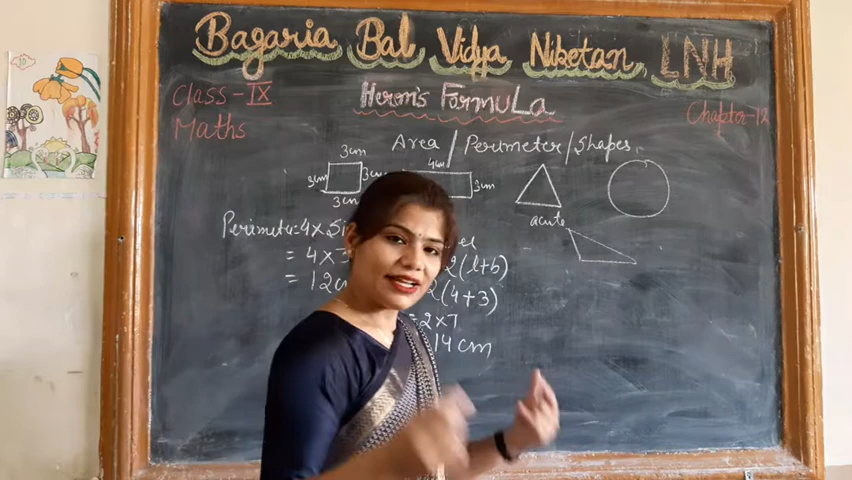 Bagaria Bal Vidya Niketan LNH
Class-IX
Heron's Formula
Chapter-12
Maths
Area / Perimeter / Shapes.
3cm
4cm
3cm
3cm
3cm
3cm
acute
Perimeter=4×
= 4×
2(l+b)
= 12
2(4+3)
=2×7
14 cm